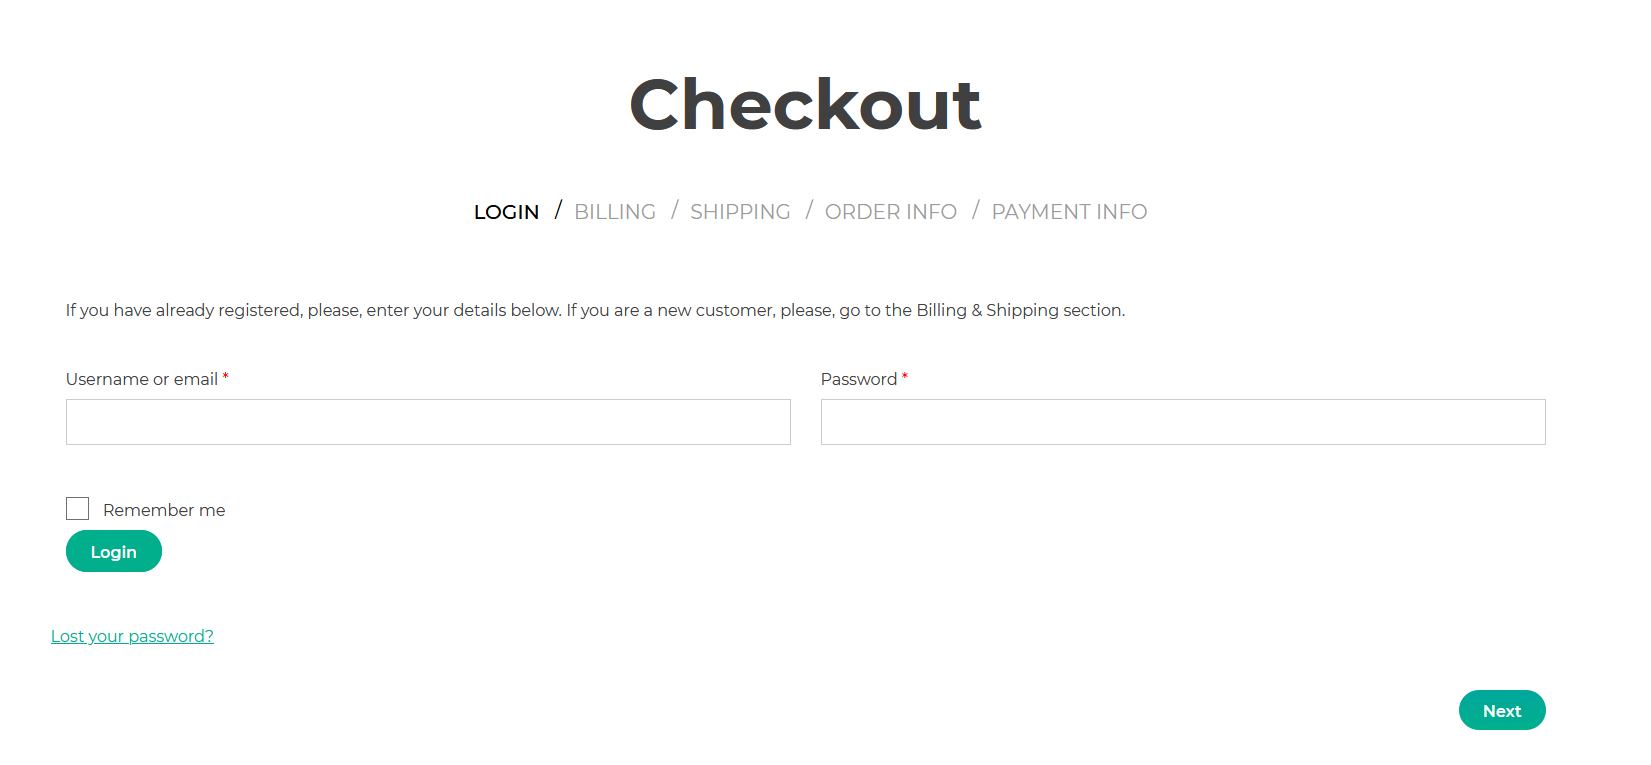 Checkout
LOGIN / BILLING / SHIPPING / ORDER INFO / PAYMENT INFO
If you have already registered, please, enter your details below. If you are a new customer, please, go to the Billing & Shipping section.
Username or email * Password *
Remember me
Login
Lost your password?
Next